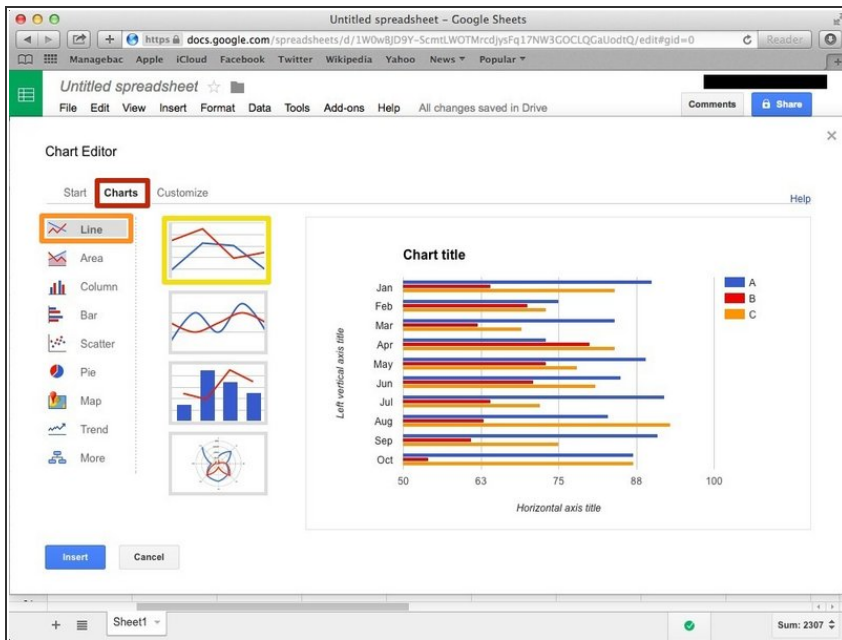 Untitled spreadsheet – Google Sheets
https docs.google.com/spreadsheets/d/1W0wBJD9Y-ScmtLWOTMrcdjysFq17NW3GOCLQGaUodtQ/edit#gid=0 Reader
Managebac Apple iCloud Facebook Twitter Wikipedia Yahoo News Popular
Untitled spreadsheet
File Edit View Insert Format Data Tools Add-ons Help All changes saved in Drive Comments Share
Chart Editor
Start Charts Customize Help
Line
Area
Column
Bar
Scatter
Pie
Map
Trend
More
Chart title
A
B
C
Left vertical axis title
Jan
Feb
Mar
Apr
May
Jun
Jul
Aug
Sep
Oct
50 63 75 88 100
Horizontal axis title
Insert Cancel
Sheet1 Sum: 2307